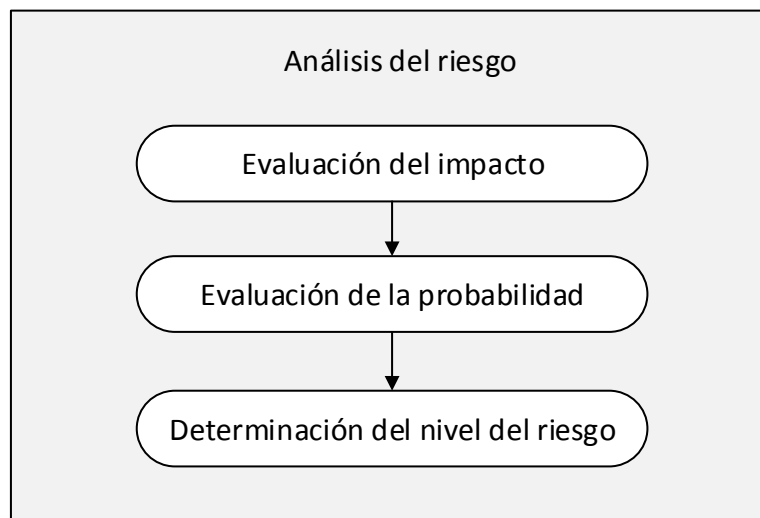 Análisis del riesgo
Evaluación del impacto
Evaluación de la probabilidad
Determinación del nivel del riesgo